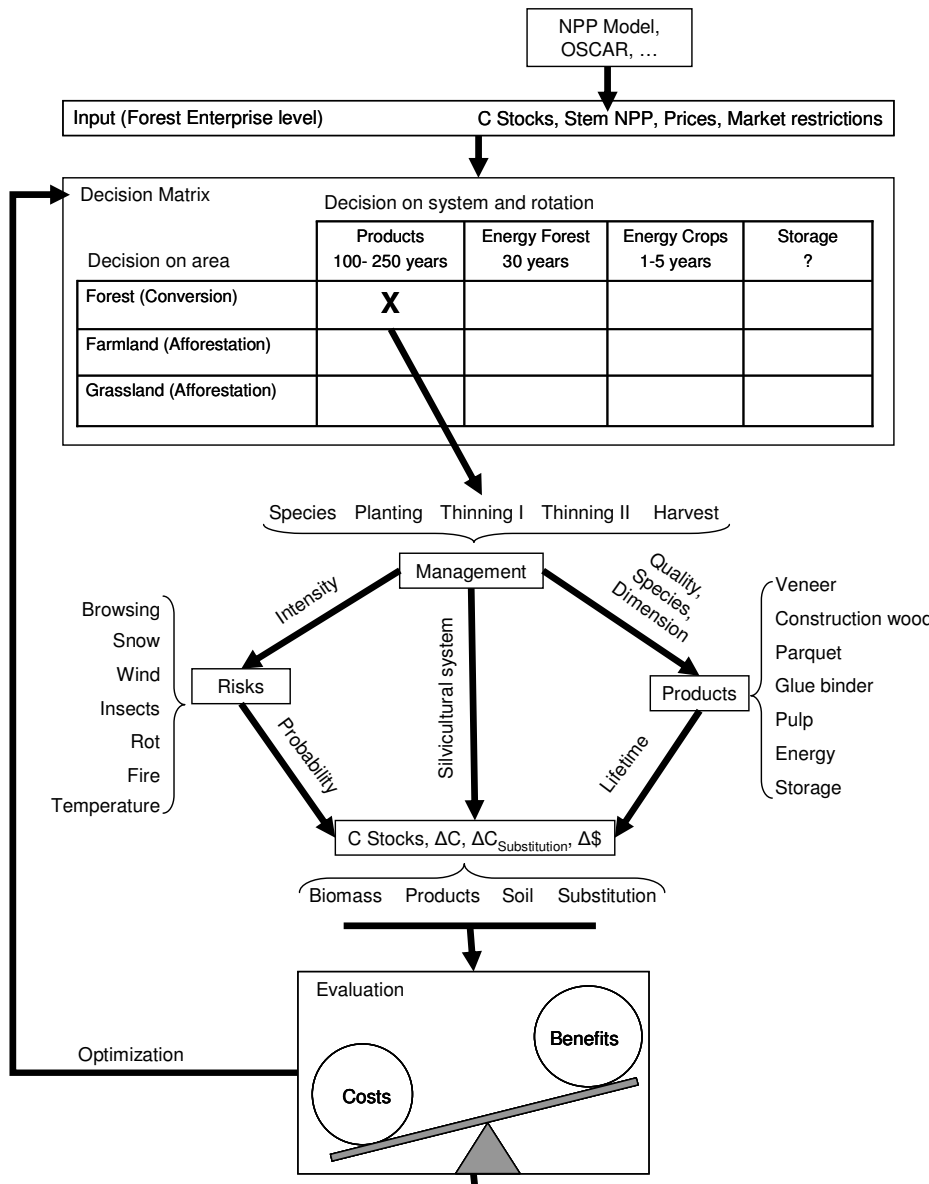 NPP Model,
OSCAR, …
Input (Forest Enterprise level) C Stocks, Stem NPP, Prices, Market restrictions
Decision Matrix
Decision on system and rotation
Decision on area
Products
100- 250 years
Energy Forest
30 years
Energy Crops
1-5 years
Storage
?
Forest (Conversion) X
Farmland (Afforestation)
Grassland (Afforestation)
Species Planting Thinning I Thinning II Harvest
Management
Intensity
Quality,
Species,
Dimension
Browsing
Snow
Wind
Insects
Rot
Fire
Temperature
Risks
Silvicultural system
Products
Veneer
Construction wood
Parquet
Glue binder
Pulp
Energy
Storage
Probability
Lifetime
C Stocks, ΔC, ΔCSubstitution, Δ$
Biomass Products Soil Substitution
Evaluation
Benefits
Costs
Optimization